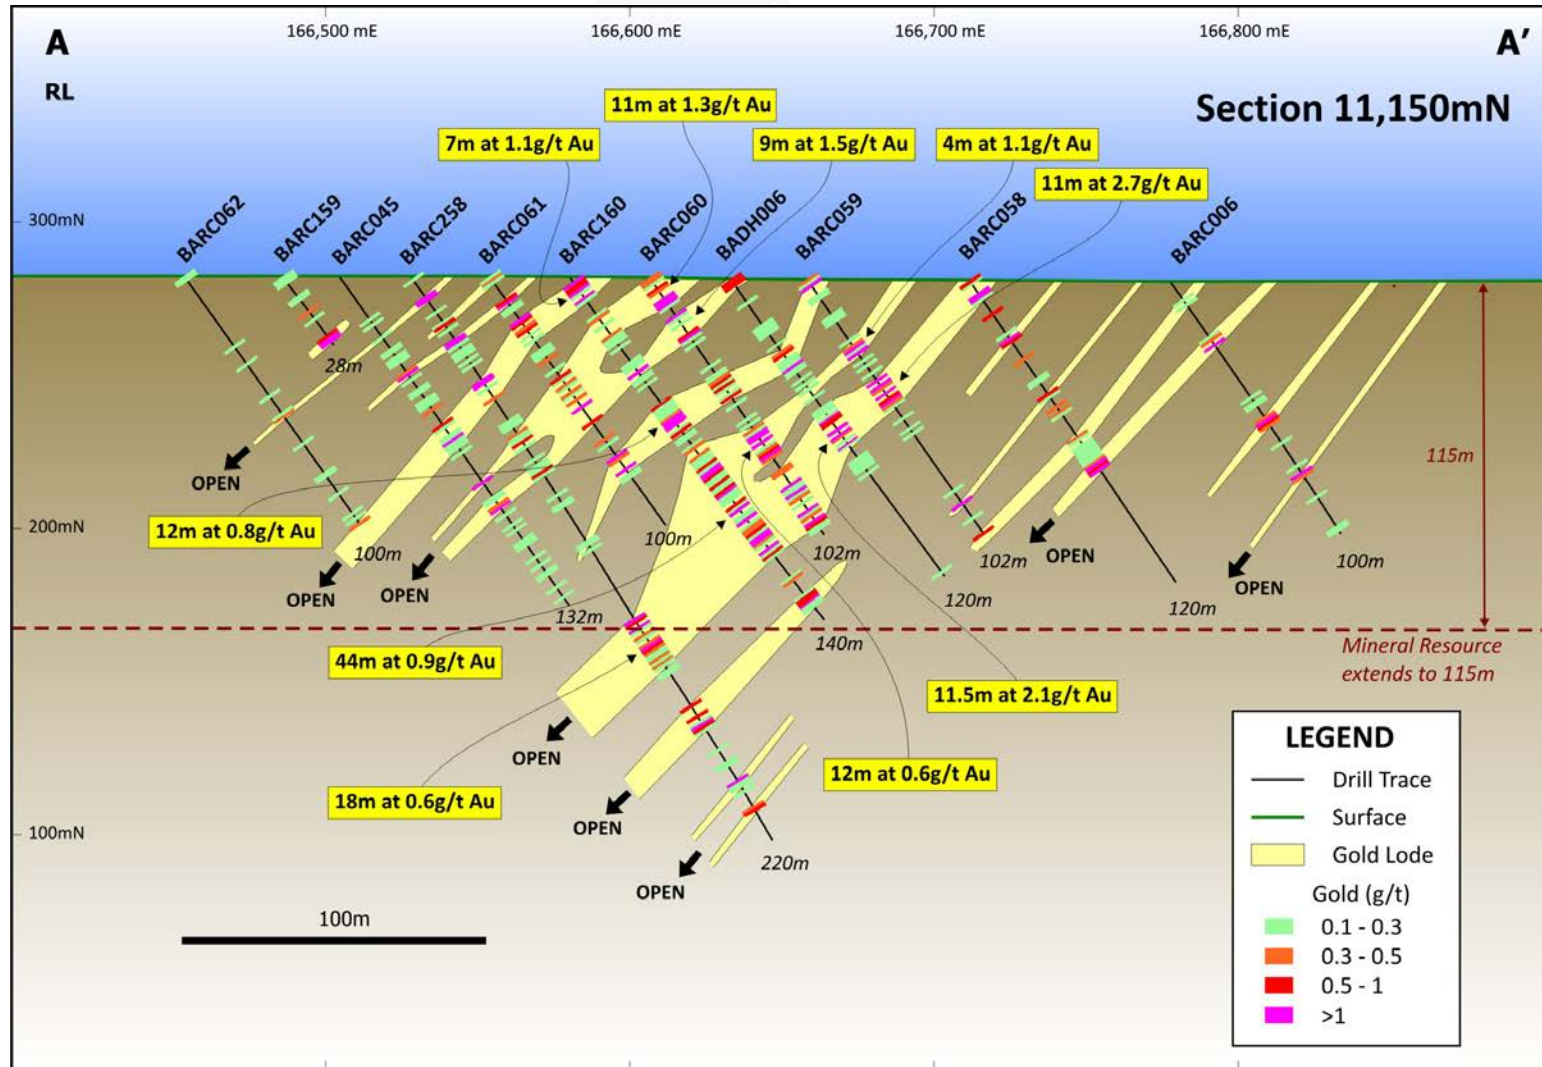 166,500 mE
166,600 mE
166,700 mE
166,800 mE
A
A′
RL
Section 11,150mN
11m at 1.3g/t Au
7m at 1.1g/t Au
9m at 1.5g/t Au
4m at 1.1g/t Au
11m at 2.7g/t Au
300mN
BARC062
BARC159
BARC045
BARC258
BARC061
BARC160
BARC060
BADH006
BARC059
BARC058
BARC006
28m
115m
OPEN
12m at 0.8g/t Au
200mN
100m
100m
102m
102m
100m
OPEN
OPEN
OPEN
OPEN
132m
120m
120m
140m
Mineral Resource
extends to 115m
44m at 0.9g/t Au
11.5m at 2.1g/t Au
OPEN
12m at 0.6g/t Au
18m at 0.6g/t Au
OPEN
100mN
220m
OPEN
100m
LEGEND
Drill Trace
Surface
Gold Lode
Gold (g/t)
0.1 - 0.3
0.3 - 0.5
0.5 - 1
>1